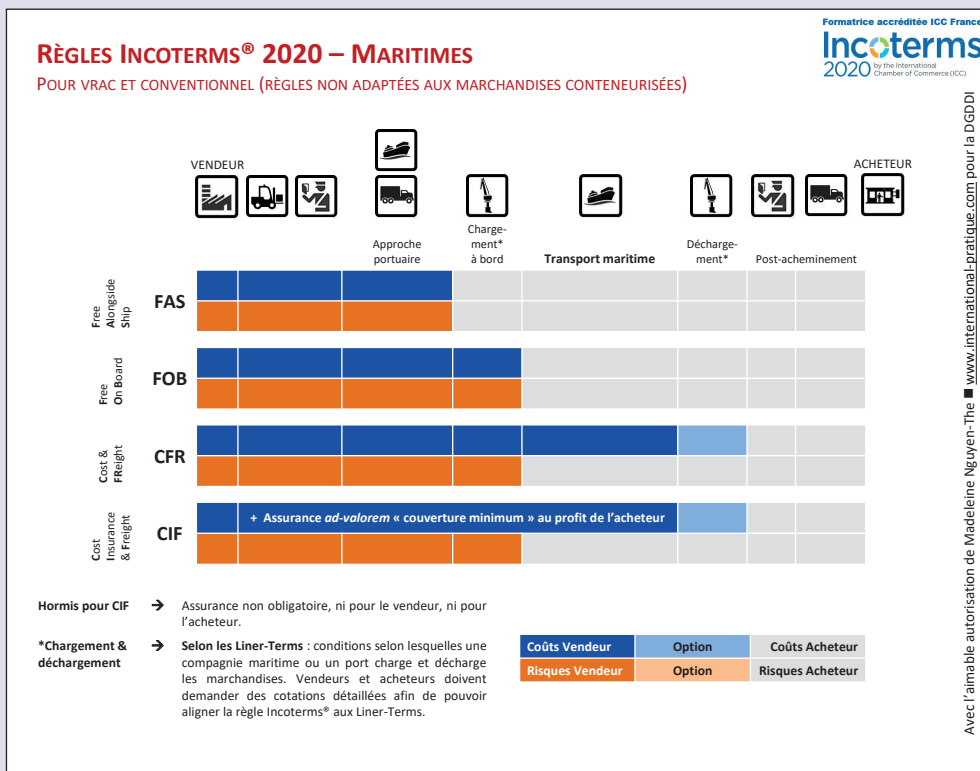 Formatrice accréditée ICC France
Incoterms
2020 by the International
Chamber of Commerce (ICC)
RÈGLES INCOTERMS® 2020 – MARITIMES
POUR VRAC ET CONVENTIONNEL (RÈGLES NON ADAPTÉES AUX MARCHANDISES CONTENEURISÉES)
VENDEUR
ACHETEUR
Approche
portuaire
Charge-
ment*
à bord
Transport maritime
Décharge-
ment*
Post-acheminement
Free
Alongside
Ship
FAS
Free
On Board
FOB
Cost &
FReight
CFR
Cost
Insurance
& Freight
CIF
+ Assurance ad-valorem « couverture minimum » au profit de l’acheteur
Hormis pour CIF ➔ Assurance non obligatoire, ni pour le vendeur, ni pour
l’acheteur.
*Chargement &
déchargement
➔ Selon les Liner-Terms : conditions selon lesquelles une
compagnie maritime ou un port charge et décharge
les marchandises. Vendeurs et acheteurs doivent
demander des cotations détaillées afin de pouvoir
aligner la règle Incoterms® aux Liner-Terms.
Coûts Vendeur Option Coûts Acheteur
Risques Vendeur Option Risques Acheteur
Avec l’aimable autorisation de Madeleine Nguyen-The ■ www.international-pratique.com pour la DGDDI